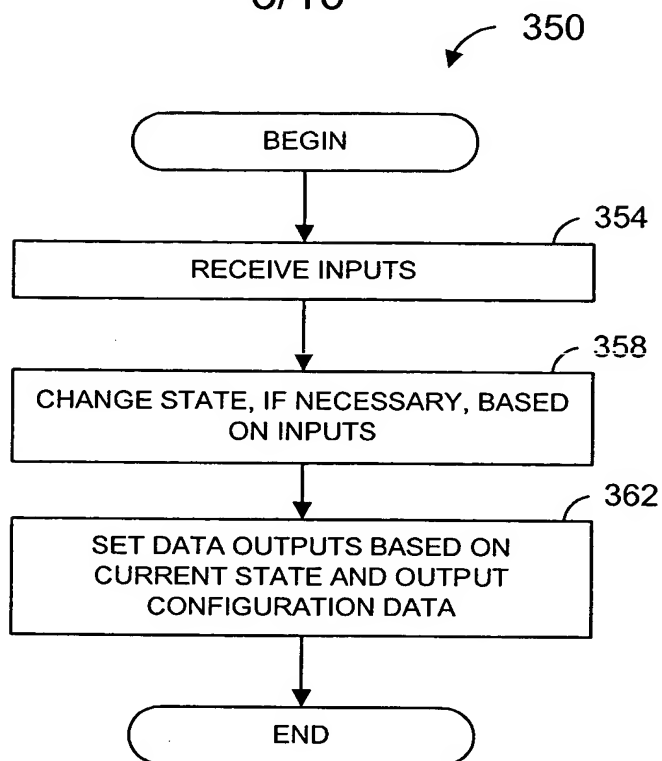 350
BEGIN
354
RECEIVE INPUTS
358
CHANGE STATE, IF NECESSARY, BASED
ON INPUTS
362
SET DATA OUTPUTS BASED ON
CURRENT STATE AND OUTPUT
CONFIGURATION DATA
END